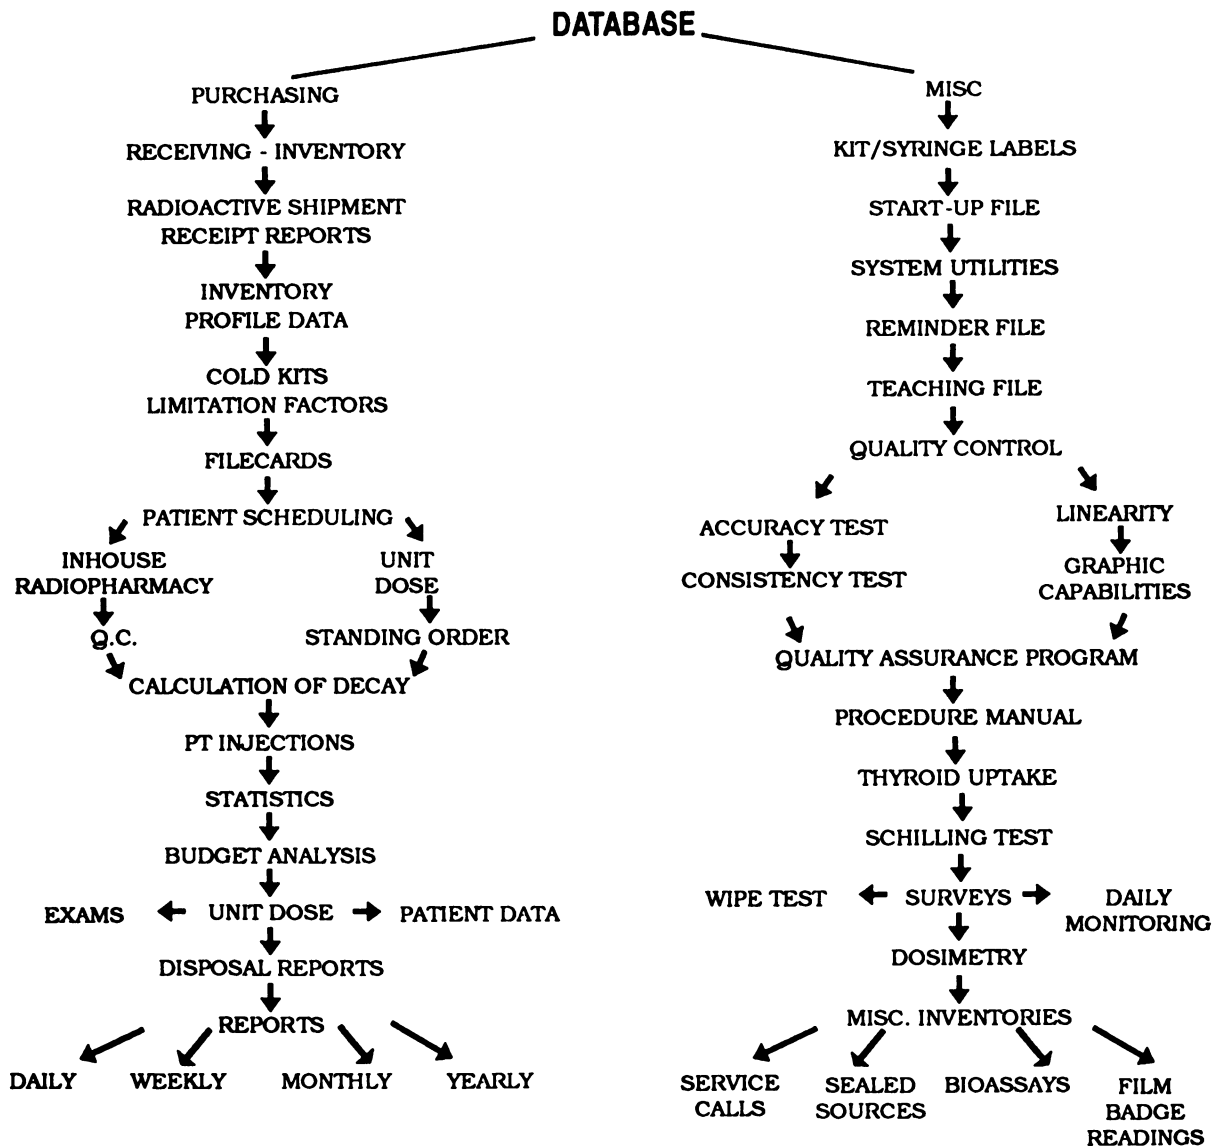 DATABASE
PURCHASING
RECEIVING - INVENTORY
RADIOACTIVE SHIPMENT
RECEIPT REPORTS
INVENTORY
PROFILE DATA
COLD KITS
LIMITATION FACTORS
FILECARDS
PATIENT SCHEDULING
INHOUSE
RADIOPHARMACY
UNIT
DOSE
Q.C.
STANDING ORDER
CALCULATION OF DECAY
PT INJECTIONS
STATISTICS
BUDGET ANALYSIS
EXAMS
UNIT DOSE
PATIENT DATA
DISPOSAL REPORTS
REPORTS
DAILY
WEEKLY
MONTHLY
YEARLY
MISC
KIT/SYRINGE LABELS
START-UP FILE
SYSTEM UTILITIES
REMINDER FILE
TEACHING FILE
QUALITY CONTROL
ACCURACY TEST
CONSISTENCY TEST
LINEARITY
GRAPHIC
CAPABILITIES
QUALITY ASSURANCE PROGRAM
PROCEDURE MANUAL
THYROID UPTAKE
SCHILLING TEST
WIPE TEST
SURVEYS
DAILY
MONITORING
DOSIMETRY
MISC. INVENTORIES
SERVICE
CALLS
SEALED
SOURCES
BIOASSAYS
FILM
BADGE
READINGS